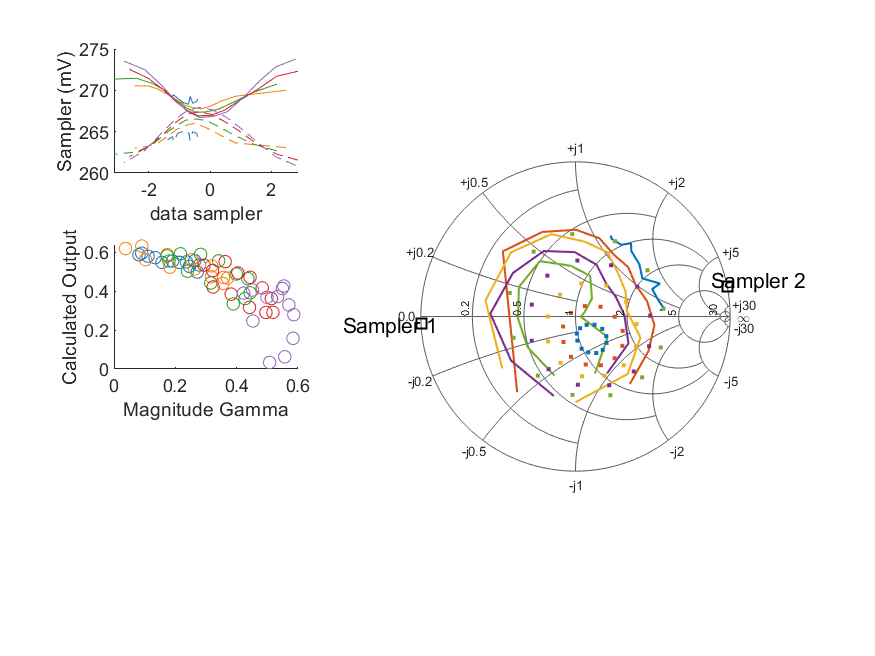 275
270
265
260
Sampler (mV)
-2 0 2
data sampler
0.6
0.4
0.2
0
Calculated Output
0 0.2 0.4 0.6
Magnitude Gamma
+j1
+j0.5
+j2
+j0.2
+j5
Sampler 2
+j30
0.0
0.2
0.5
1
2
5
30
∞
Sampler 1
-j30
-j0.2
-j5
-j0.5
-j2
-j1